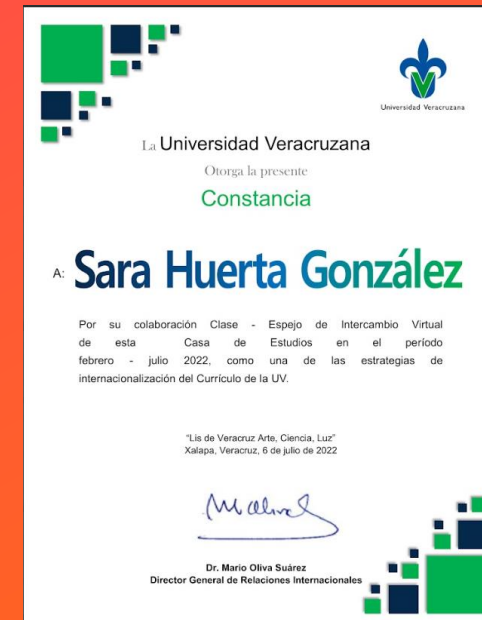 Universidad Veracruzana
La Universidad Veracruzana
Otorga la presente
Constancia
A: Sara Huerta González
Por su colaboración Clase - Espejo de Intercambio Virtual
de esta Casa de Estudios en el período
febrero - julio 2022, como una de las estrategias de
internacionalización del Currículo de la UV.
"Lis de Veracruz Arte, Ciencia, Luz"
Xalapa, Veracruz, 6 de julio de 2022
Dr. Mario Oliva Suárez
Director General de Relaciones Internacionales